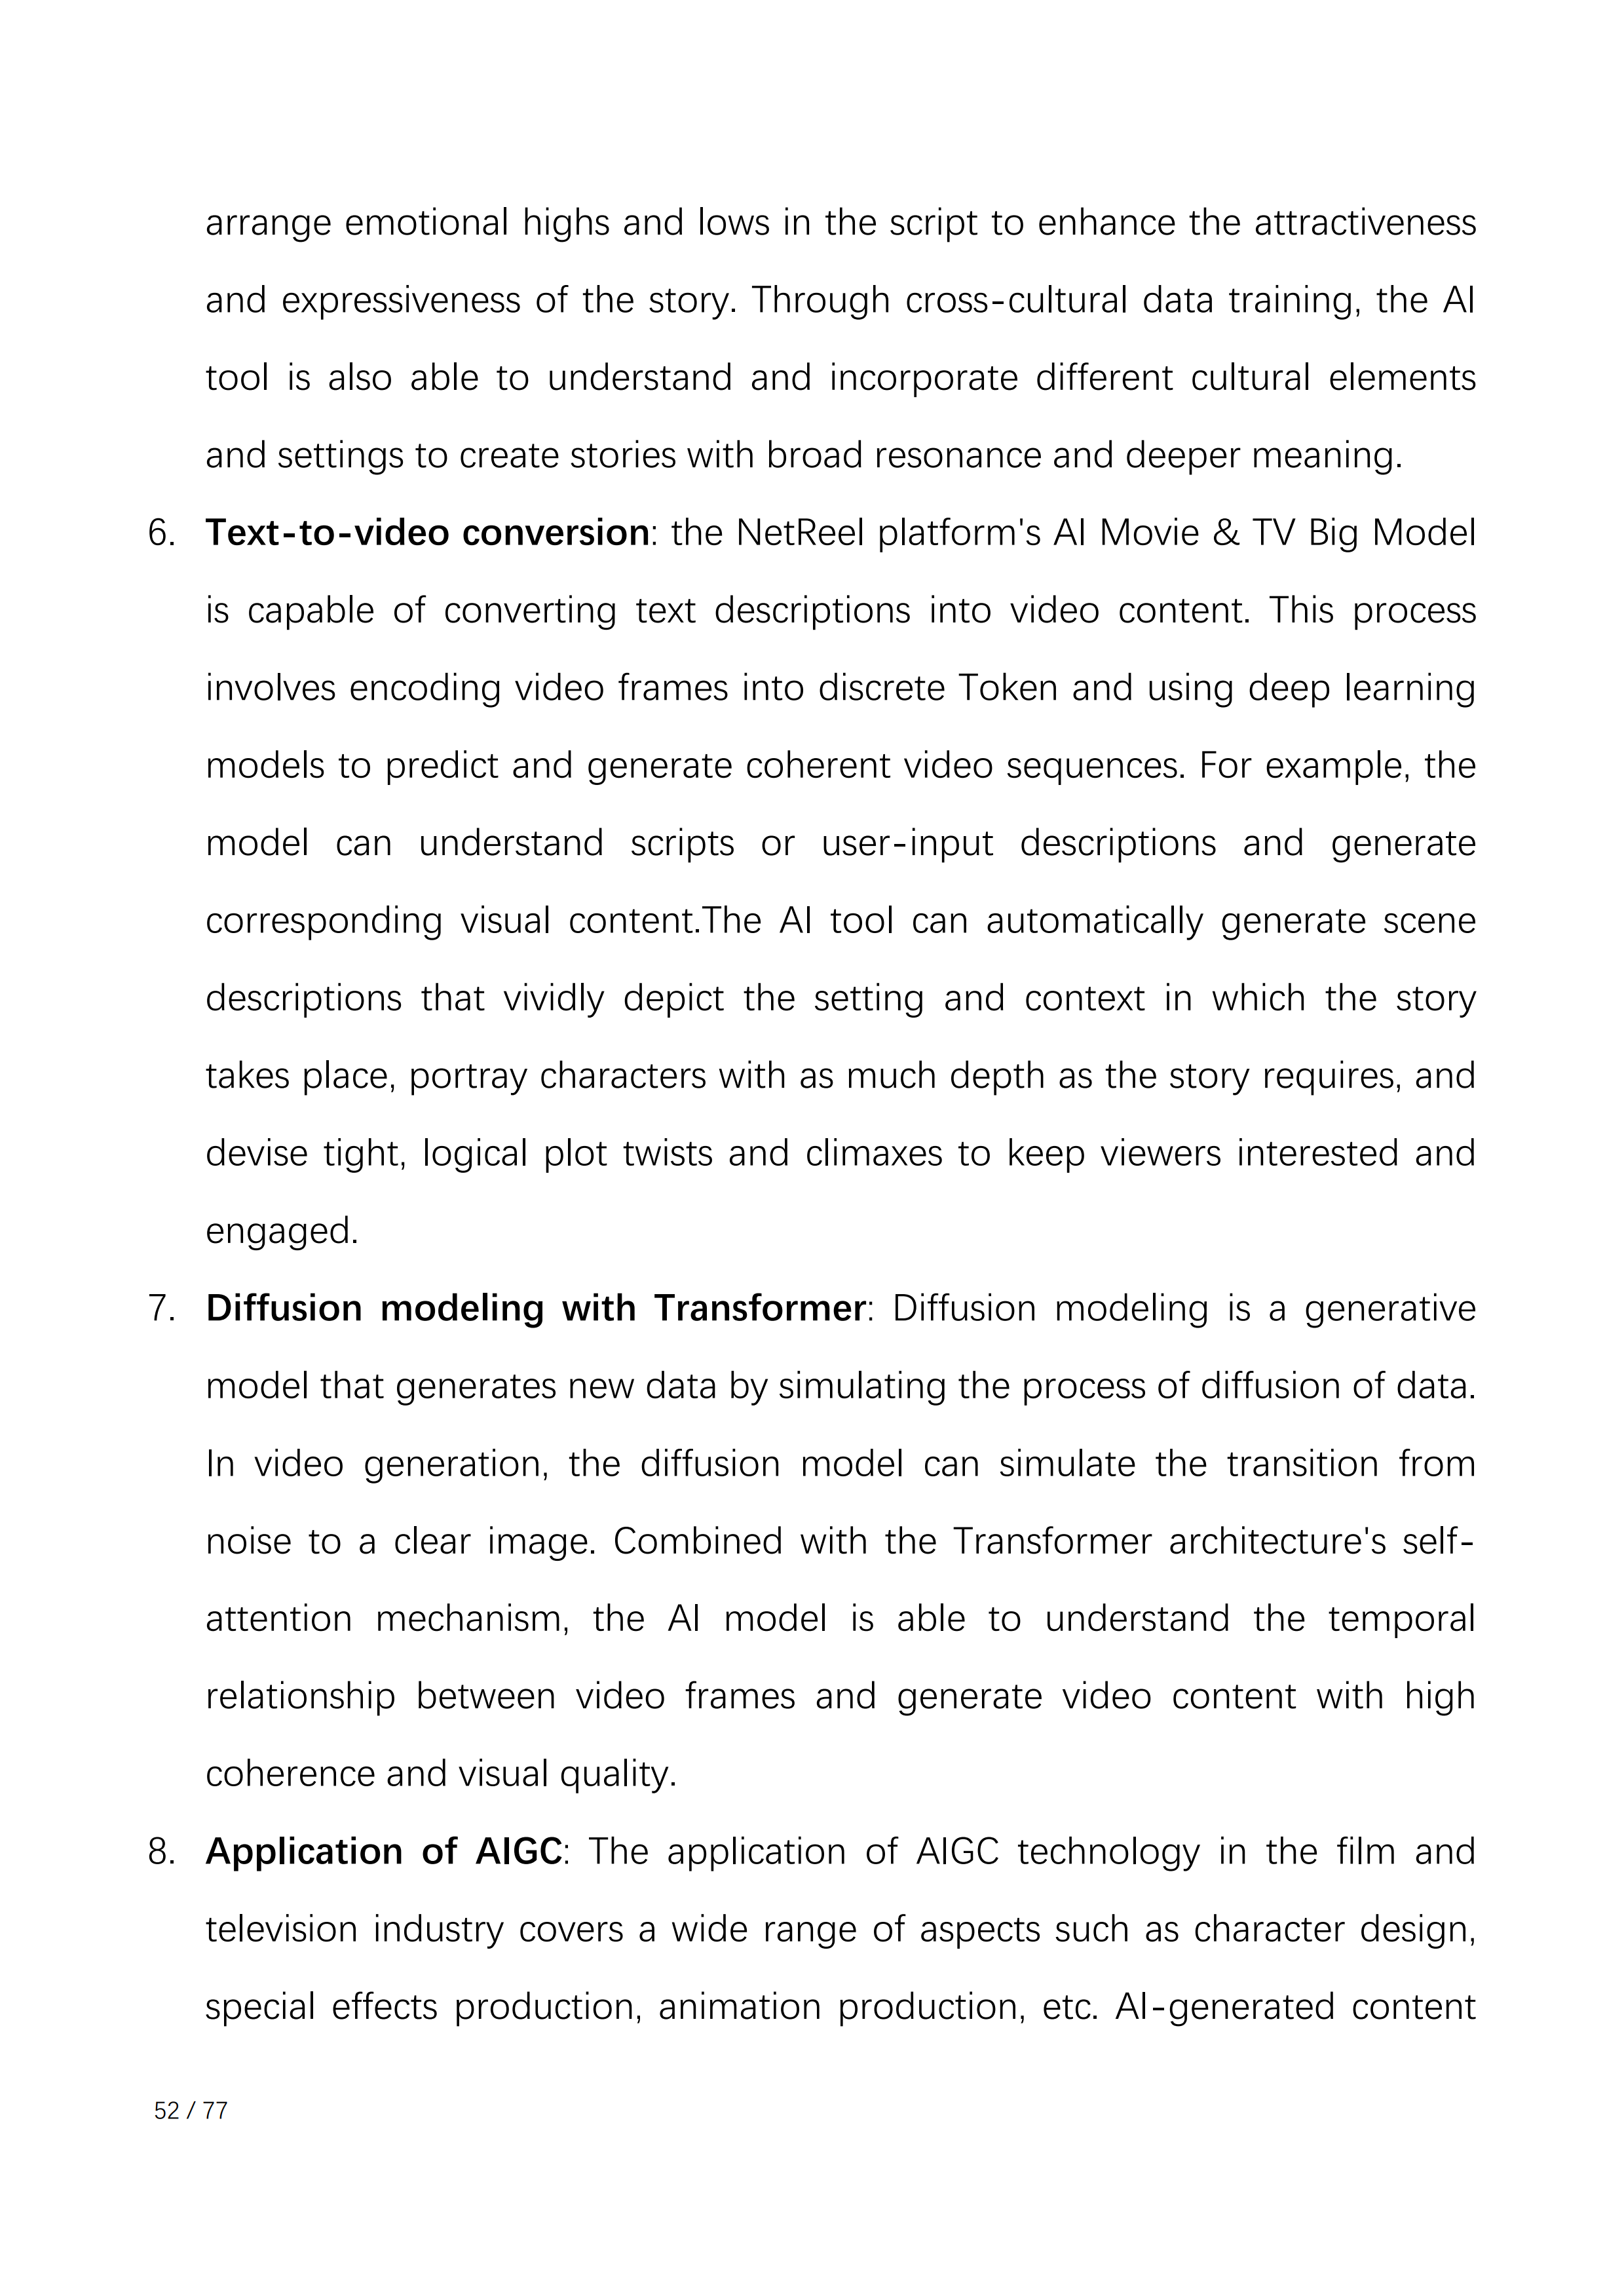 arrange emotional highs and lows in the script to enhance the attractiveness
and expressiveness of the story. Through cross-cultural data training, the AI
tool is also able to understand and incorporate different cultural elements
and settings to create stories with broad resonance and deeper meaning.
6. Text-to-video conversion: the NetReel platform's AI Movie & TV Big Model
is capable of converting text descriptions into video content. This process
involves encoding video frames into discrete Token and using deep learning
models to predict and generate coherent video sequences. For example, the
model can understand scripts or user-input descriptions and generate
corresponding visual content.The AI tool can automatically generate scene
descriptions that vividly depict the setting and context in which the story
takes place, portray characters with as much depth as the story requires, and
devise tight, logical plot twists and climaxes to keep viewers interested and
engaged.
7. Diffusion modeling with Transformer: Diffusion modeling is a generative
model that generates new data by simulating the process of diffusion of data.
In video generation, the diffusion model can simulate the transition from
noise to a clear image. Combined with the Transformer architecture's self-
attention mechanism, the AI model is able to understand the temporal
relationship between video frames and generate video content with high
coherence and visual quality.
8. Application of AIGC: The application of AIGC technology in the film and
television industry covers a wide range of aspects such as character design,
special effects production, animation production, etc. AI-generated content
52 / 77